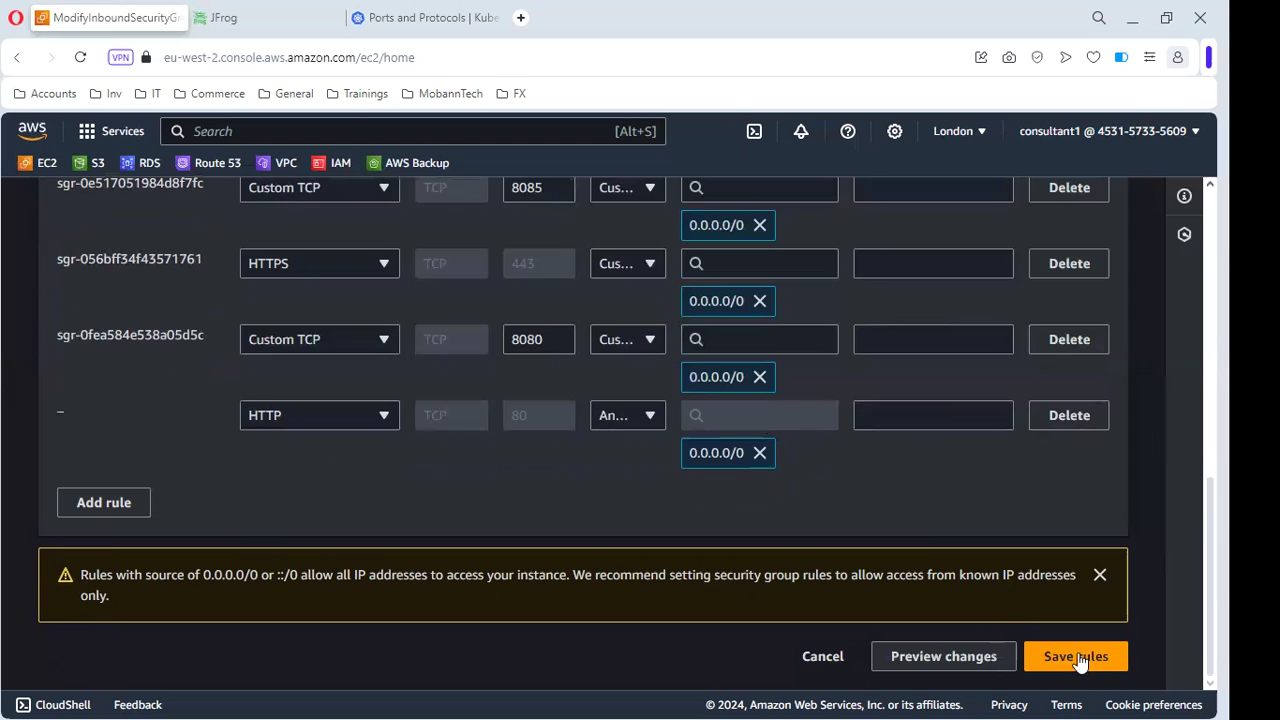 ModifyInboundSecurityGr
JFrog
Ports and Protocols | Kube
VPN
eu-west-2.console.aws.amazon.com/ec2/home
Accounts
Inv
IT
Commerce
General
Trainings
MobannTech
FX
aws
Services
Search
[Alt+S]
London
consultant1 @ 4531-5733-5609
EC2
S3
RDS
Route 53
VPC
IAM
AWS Backup
sgr-0e517051984d8f7fc
Custom TCP
TCP
8085
Cus...
Delete
0.0.0.0/0
sgr-056bff34f43571761
HTTPS
TCP
443
Cus...
Delete
0.0.0.0/0
sgr-0fea584e538a05d5c
Custom TCP
TCP
8080
Cus...
Delete
0.0.0.0/0
–
HTTP
TCP
80
An...
Delete
0.0.0.0/0
Add rule
Rules with source of 0.0.0.0/0 or ::/0 allow all IP addresses to access your instance. We recommend setting security group rules to allow access from known IP addresses
only.
Cancel
Preview changes
Save rules
CloudShell
Feedback
© 2024, Amazon Web Services, Inc. or its affiliates.
Privacy
Terms
Cookie preferences